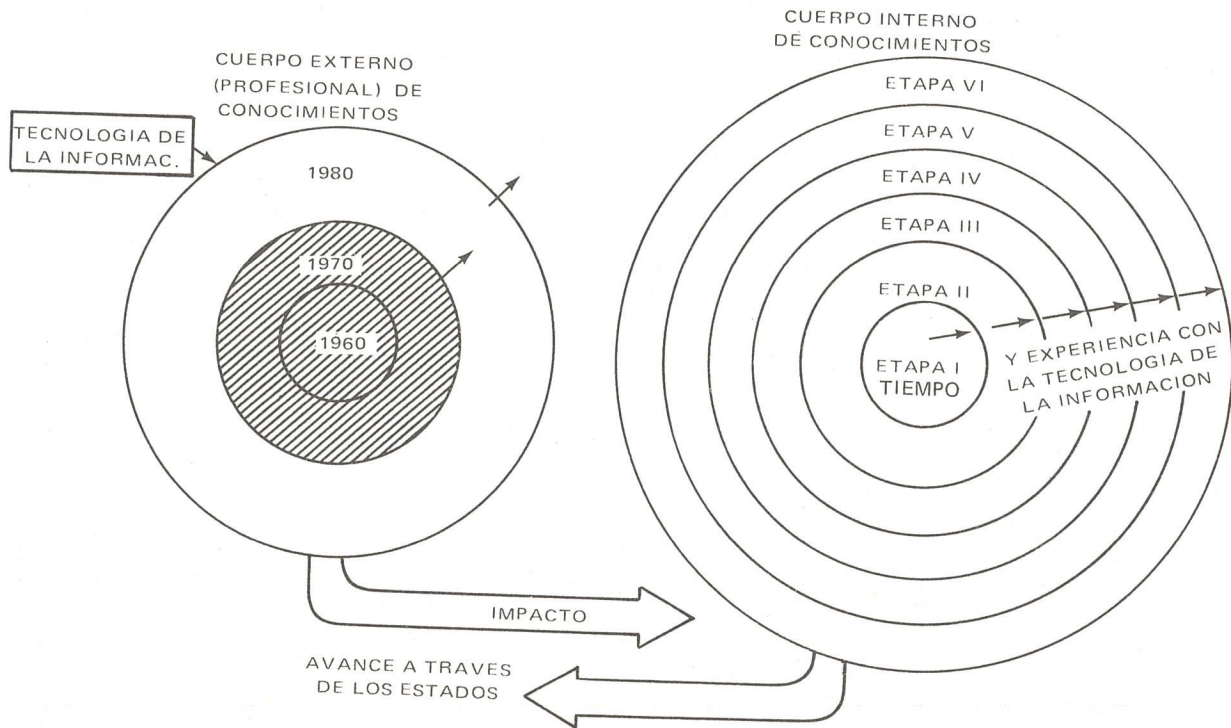 CUERPO EXTERNO
(PROFESIONAL) DE
CONOCIMIENTOS
TECNOLOGIA DE
LA INFORMAC.
1980
1970
1960
CUERPO INTERNO
DE CONOCIMIENTOS
ETAPA VI
ETAPA V
ETAPA IV
ETAPA III
ETAPA II
ETAPA I
TIEMPO
Y EXPERIENCIA CON
LA TECNOLOGIA DE
LA INFORMACION
IMPACTO
AVANCE A TRAVES
DE LOS ESTADOS